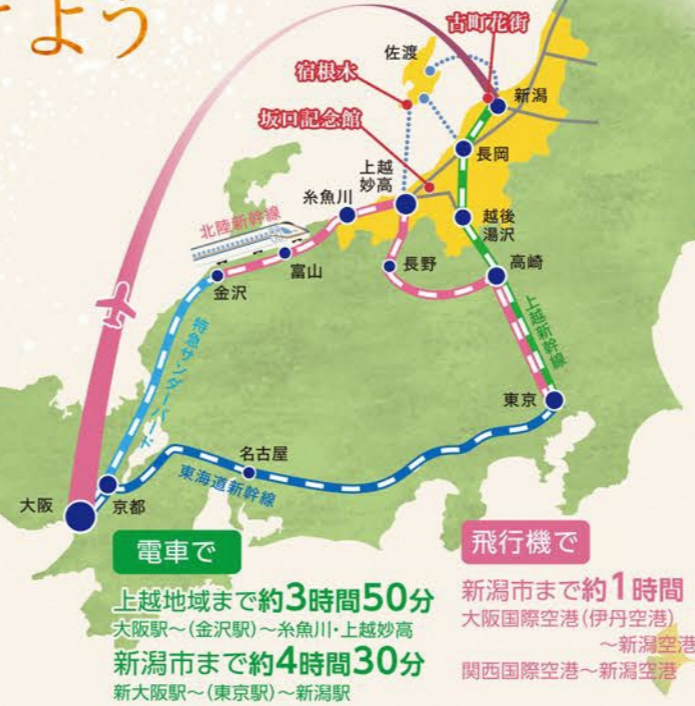 よう
古町花街
佐渡
宿根木
新潟
坂口記念館
長岡
上越
妙高
糸魚川
越後
湯沢
北陸新幹線
長野
高崎
富山
金沢
上越新幹線
特急サンダーバード
東京
名古屋
東海道新幹線
大阪
京都
電車で
上越地域まで約3時間50分
大阪駅～(金沢駅)～糸魚川・上越妙高
新潟市まで約4時間30分
新大阪駅～(東京駅)～新潟駅
飛行機で
新潟市まで約1時間
大阪国際空港(伊丹空港)
～新潟空港
関西国際空港～新潟空港